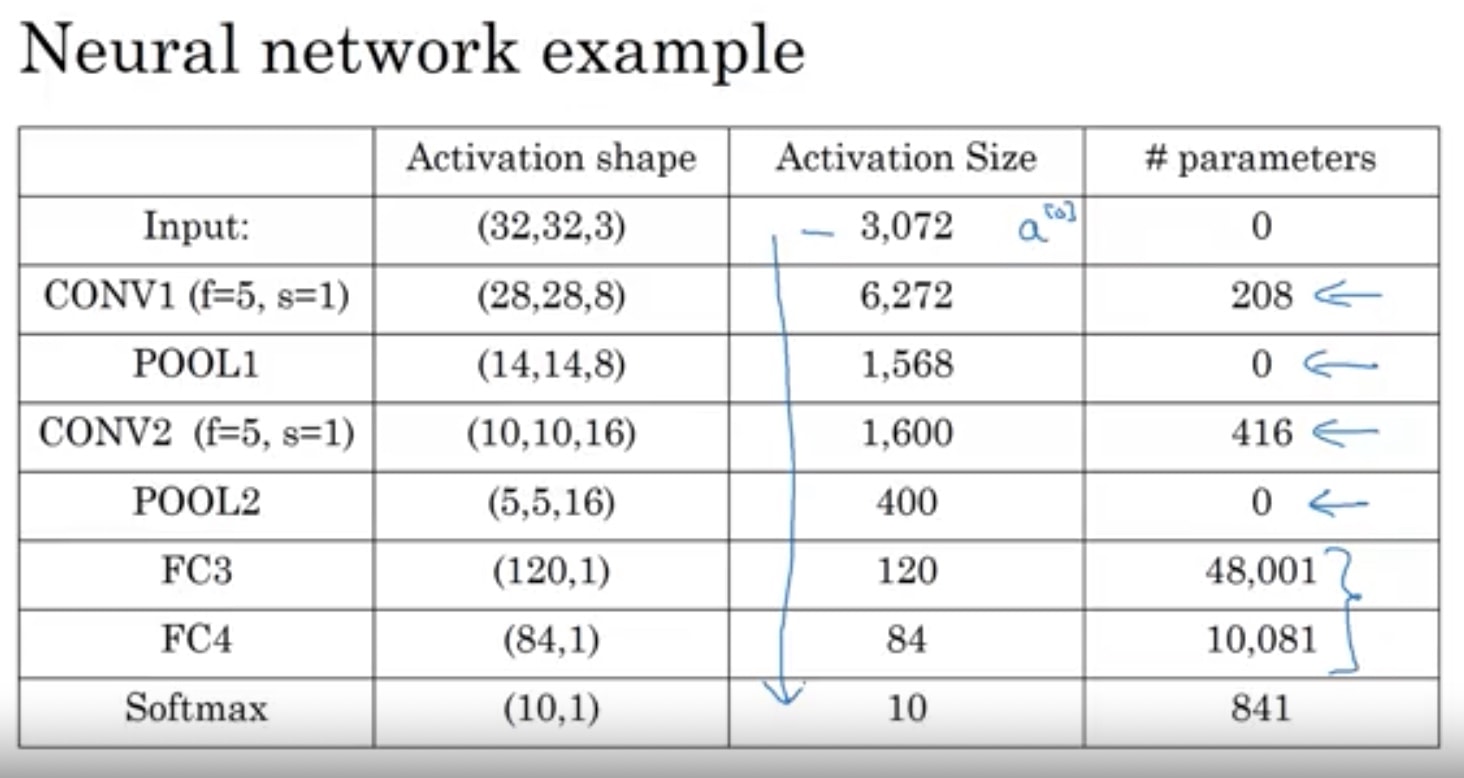 Neural network example
Activation shape Activation Size # parameters
Input: (32,32,3) — 3,072 a[0] 0
CONV1 (f=5, s=1) (28,28,8) 6,272 208 ←
POOL1 (14,14,8) 1,568 0 ←
CONV2 (f=5, s=1) (10,10,16) 1,600 416 ←
POOL2 (5,5,16) 400 0 ←
FC3 (120,1) 120 48,001 }
FC4 (84,1) 84 10,081
Softmax (10,1) 10 841